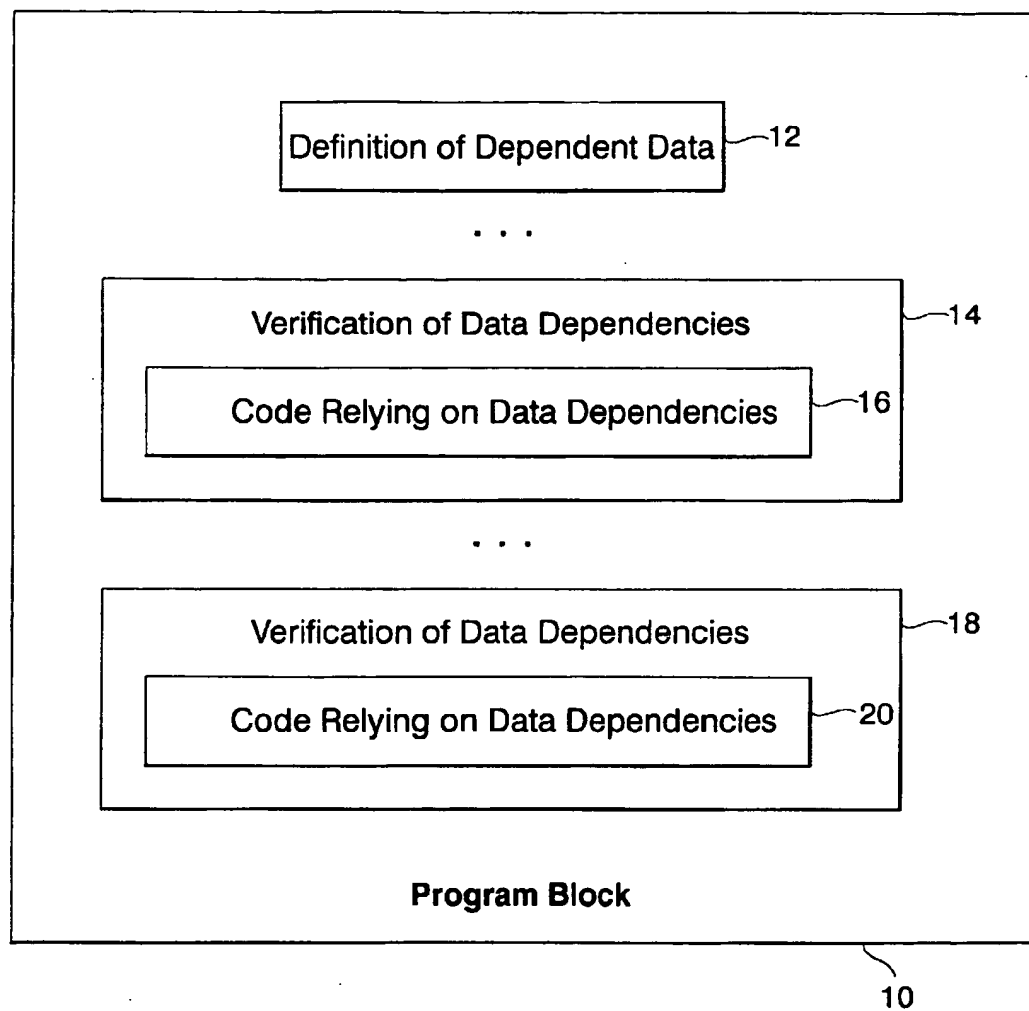 Definition of Dependent Data
12
. . .
Verification of Data Dependencies
14
Code Relying on Data Dependencies
16
. . .
Verification of Data Dependencies
18
Code Relying on Data Dependencies
20
Program Block
10